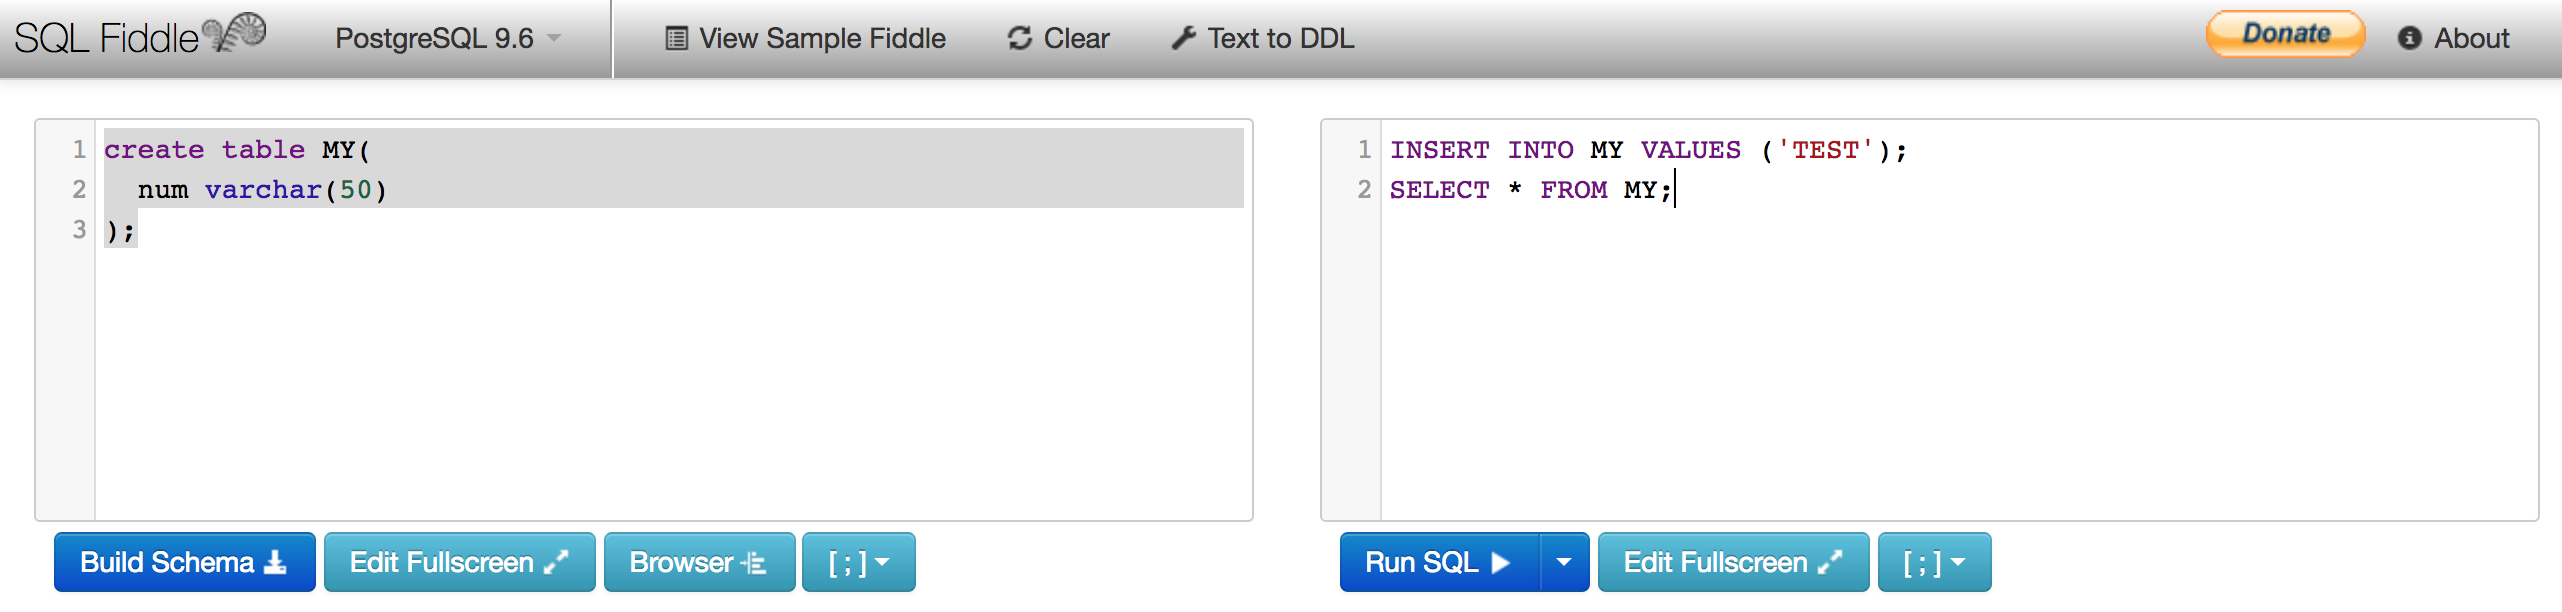 SQL Fiddle PostgreSQL 9.6 View Sample Fiddle Clear Text to DDL Donate About
1 create table MY(
2   num varchar(50)
3 );
1 INSERT INTO MY VALUES ('TEST');
2 SELECT * FROM MY;
Build Schema Edit Fullscreen Browser [ ; ]
Run SQL Edit Fullscreen [ ; ]